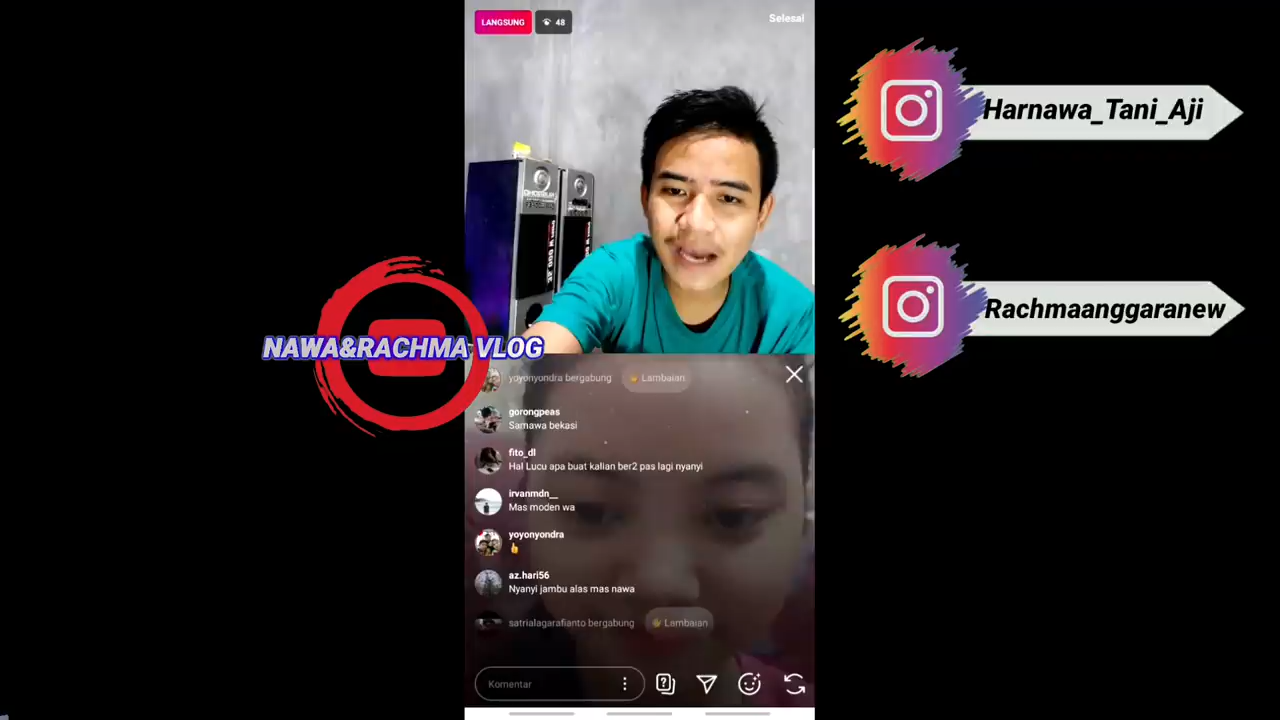 LANGSUNG
48
Selesai
Harnawa_Tani_Aji
Rachmaanggaranew
NAWA&RACHMA VLOG
yoyonyondra bergabung
Lambaian
gorongpeas
Samawa bekasi
fito_dl
Hal Lucu apa buat kalian ber2 pas lagi nyanyi
irvanmdn__
Mas moden wa
yoyonyondra
az.hari56
Nyanyi jambu alas mas nawa
satrialagarafianto bergabung
Lambaian
Komentar